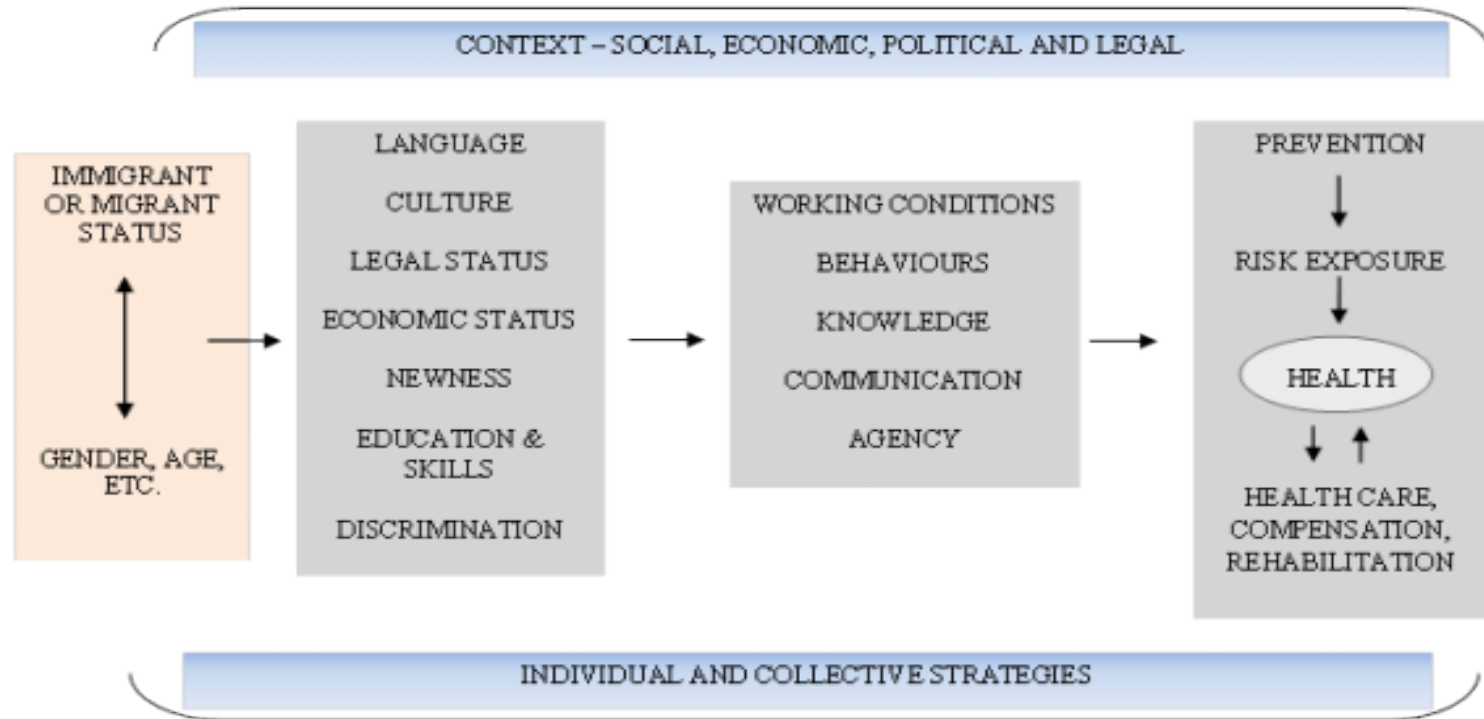 CONTEXT – SOCIAL, ECONOMIC, POLITICAL AND LEGAL
IMMIGRANT
OR MIGRANT
STATUS
GENDER, AGE,
ETC.
LANGUAGE
CULTURE
LEGAL STATUS
ECONOMIC STATUS
NEWNESS
EDUCATION &
SKILLS
DISCRIMINATION
WORKING CONDITIONS
BEHAVIOURS
KNOWLEDGE
COMMUNICATION
AGENCY
PREVENTION
RISK EXPOSURE
HEALTH
HEALTH CARE,
COMPENSATION,
REHABILITATION
INDIVIDUAL AND COLLECTIVE STRATEGIES